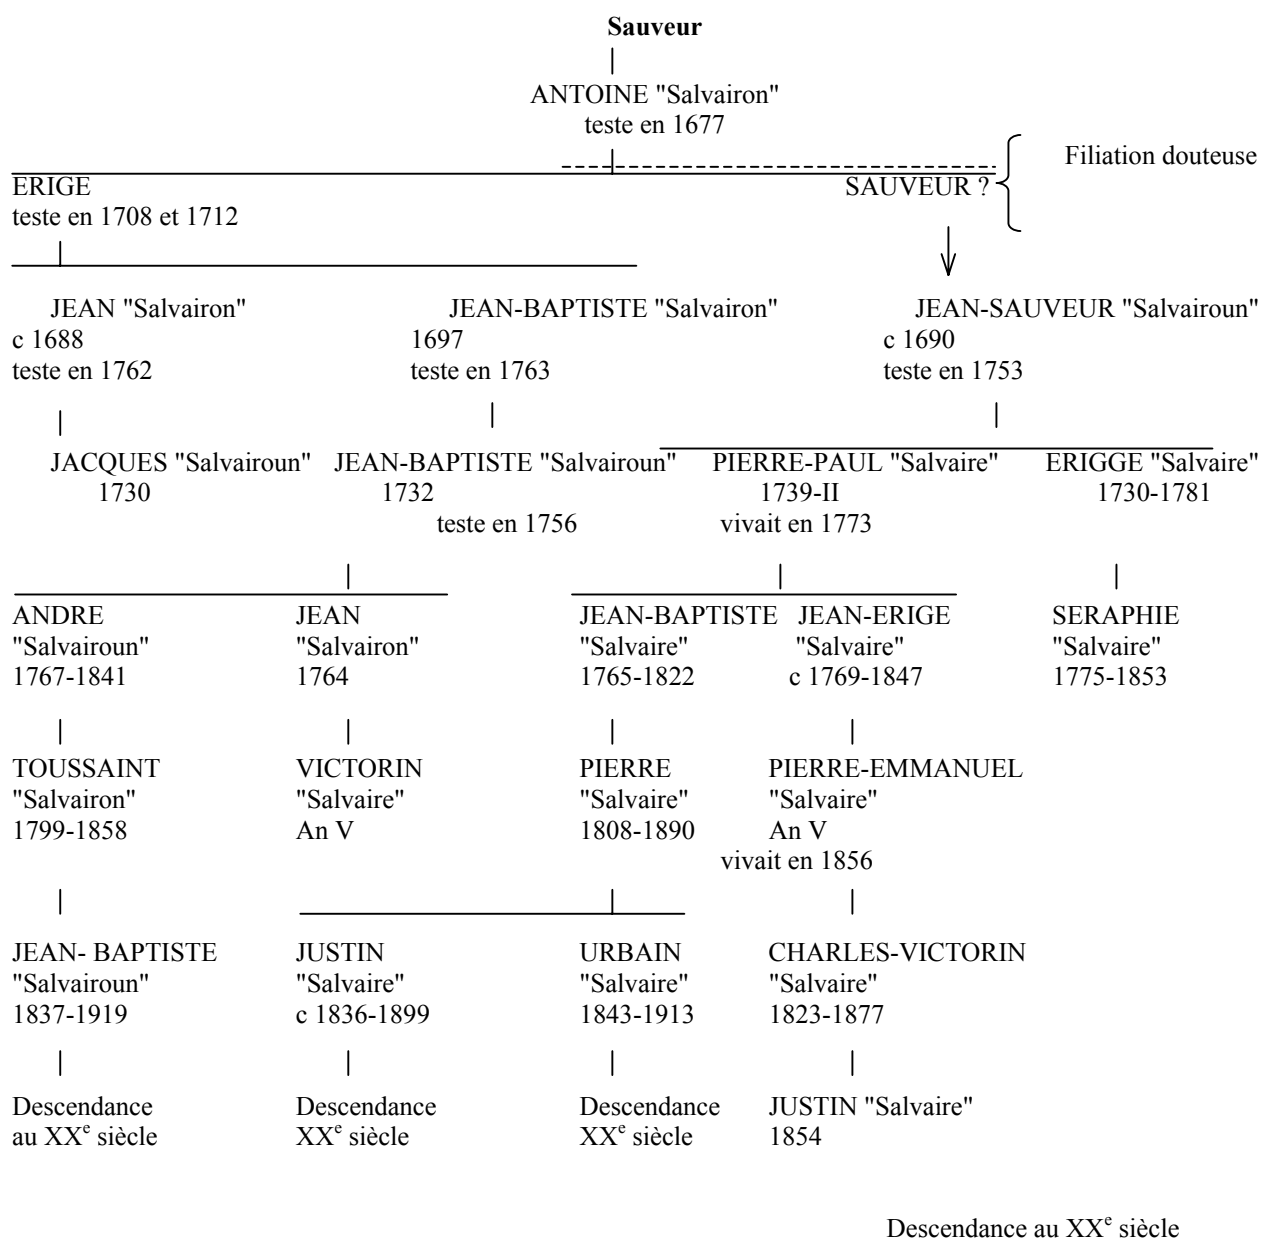 Sauveur
ANTOINE "Salvairon"
teste en 1677
Filiation douteuse
ERIGE
SAUVEUR ?
teste en 1708 et 1712
JEAN "Salvairon"
JEAN-BAPTISTE "Salvairon"
JEAN-SAUVEUR "Salvairoun"
c 1688
1697
c 1690
teste en 1762
teste en 1763
teste en 1753
JACQUES "Salvairoun"
JEAN-BAPTISTE "Salvairoun"
PIERRE-PAUL "Salvaire"
ERIGGE "Salvaire"
1730
1732
1739-II
1730-1781
teste en 1756
vivait en 1773
ANDRE
JEAN
JEAN-BAPTISTE
JEAN-ERIGE
SERAPHIE
"Salvairoun"
"Salvairon"
"Salvaire"
"Salvaire"
"Salvaire"
1767-1841
1764
1765-1822
c 1769-1847
1775-1853
TOUSSAINT
VICTORIN
PIERRE
PIERRE-EMMANUEL
"Salvairon"
"Salvaire"
"Salvaire"
"Salvaire"
1799-1858
An V
1808-1890
An V
vivait en 1856
JEAN- BAPTISTE
JUSTIN
URBAIN
CHARLES-VICTORIN
"Salvairoun"
"Salvaire"
"Salvaire"
"Salvaire"
1837-1919
c 1836-1899
1843-1913
1823-1877
Descendance
Descendance
Descendance
JUSTIN "Salvaire"
au XXe siècle
XXe siècle
XXe siècle
1854
Descendance au XXe siècle